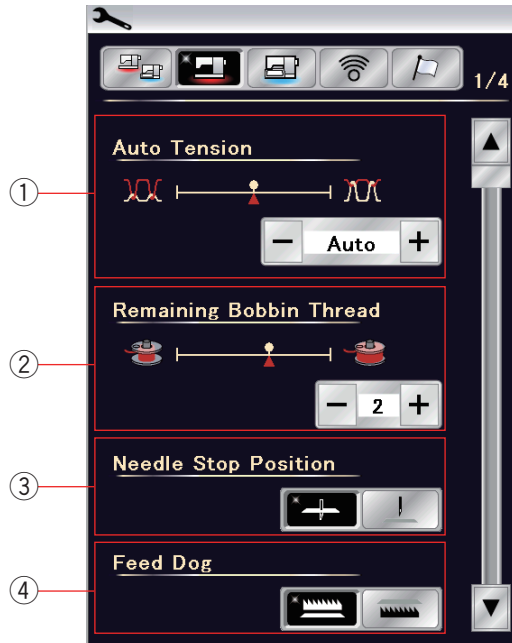 1/4
① Auto Tension
− Auto +
② Remaining Bobbin Thread
− 2 +
③ Needle Stop Position
④ Feed Dog